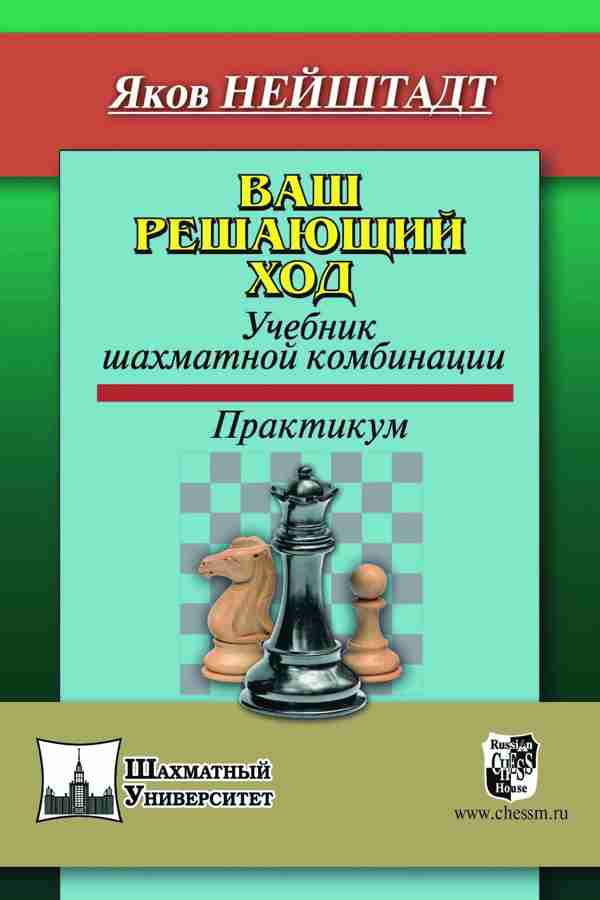 Яков НЕЙШТАДТ
ВАШ
РЕШАЮЩИЙ
ХОД
Учебник
шахматной комбинации
Практикум
ШАХМАТНЫЙ
УНИВЕРСИТЕТ
Russian
CHESS
House
www.chessm.ru